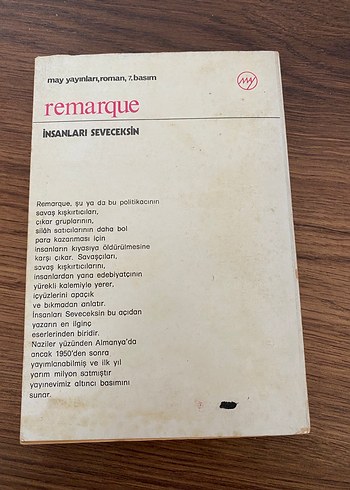 may yayınları,roman, 7.basım
may
remarque
İNSANLARI SEVECEKSİN
Remarque, şu ya da bu politikacının
savaş kışkırtıcıları,
çıkar gruplarının,
silâh satıcılarının daha bol
para kazanması için
insanların kıyasıya öldürülmesine
karşı çıkar. Savaşçıları,
savaş kışkırtıcılarını,
insanlardan yana edebiyatçının
yürekli kalemiyle yerer.
içyüzlerini apaçık
ve bıkmadan anlatır.
İnsanları Seveceksin bu açıdan
yazarın en ilginç
eserlerinden biridir.
Naziler yüzünden Almanya'da
ancak 1950'den sonra
yayımlanabilmiş ve ilk yıl
yarım milyon satmıştır
yayınevimiz altıncı basımını
sunar.